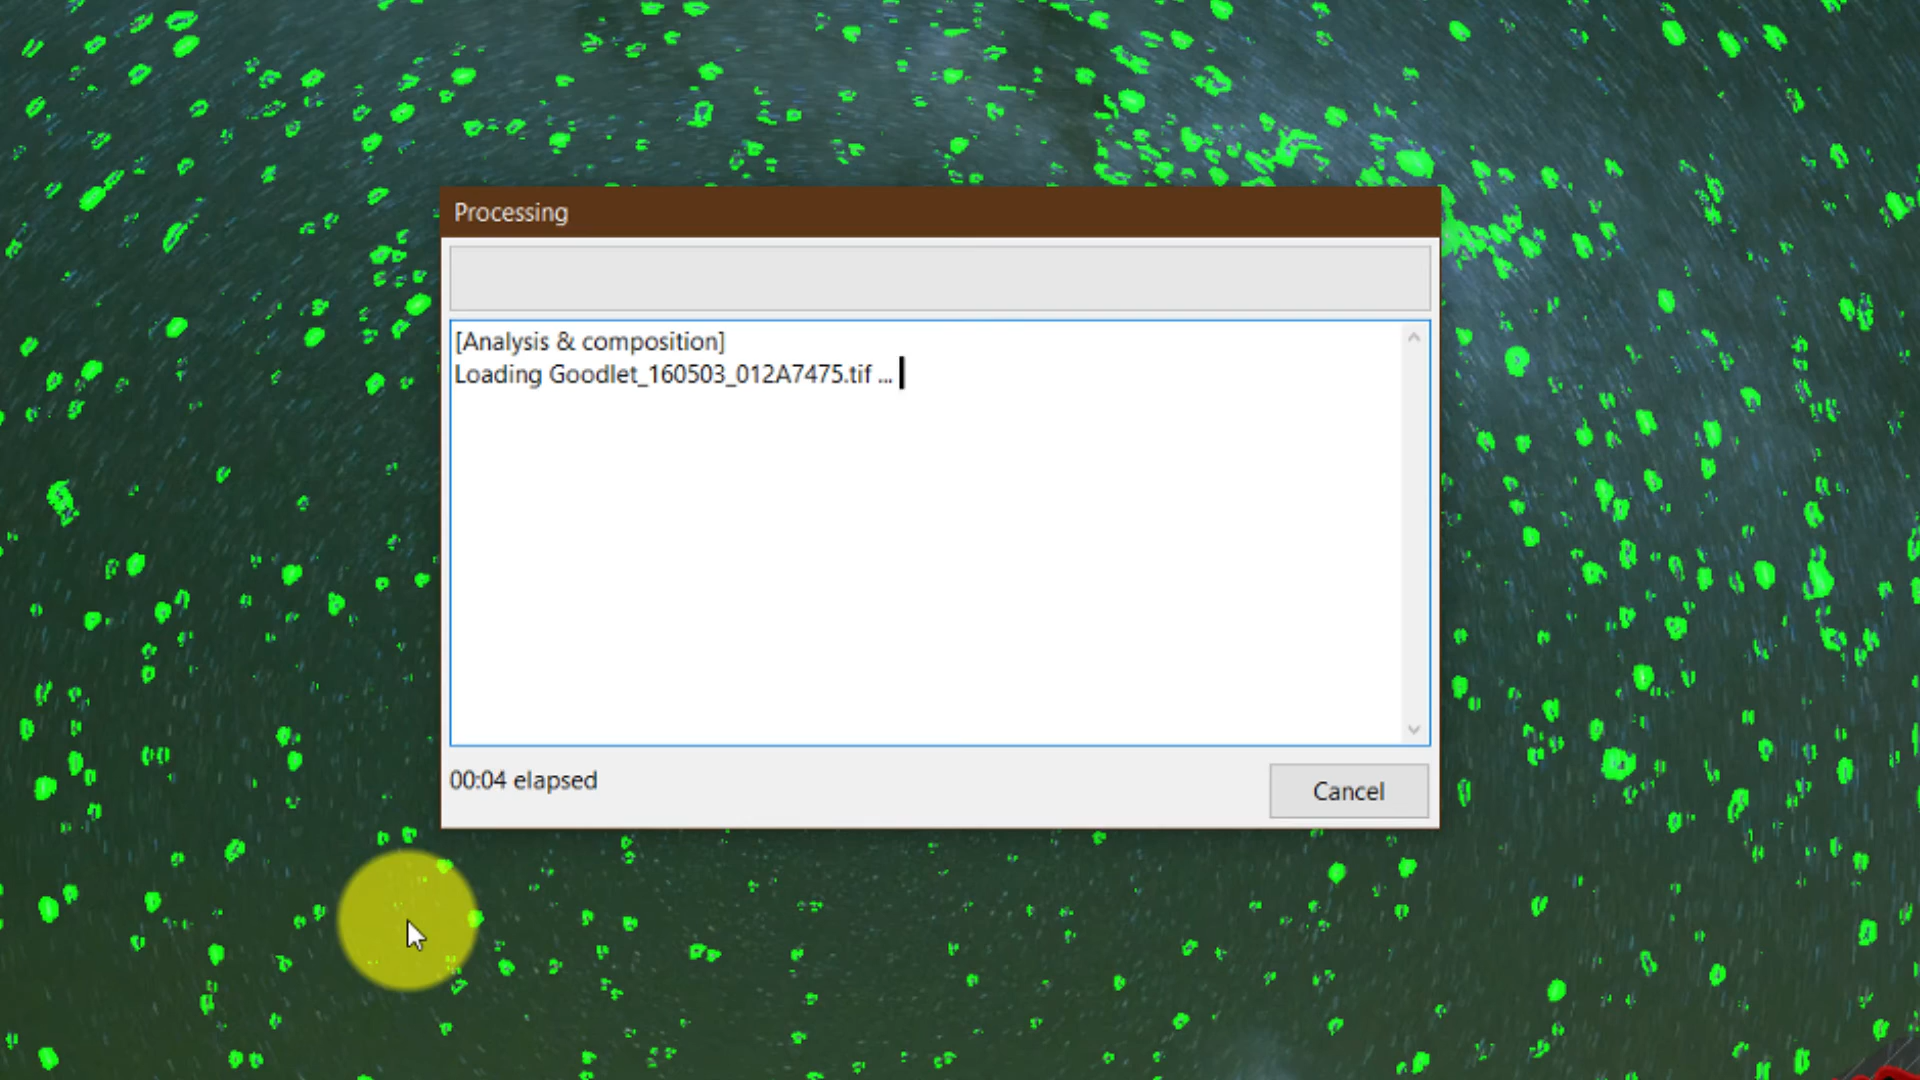 Processing
[Analysis & composition]
Loading Goodlet_160503_012A7475.tif ...
00:04 elapsed
Cancel